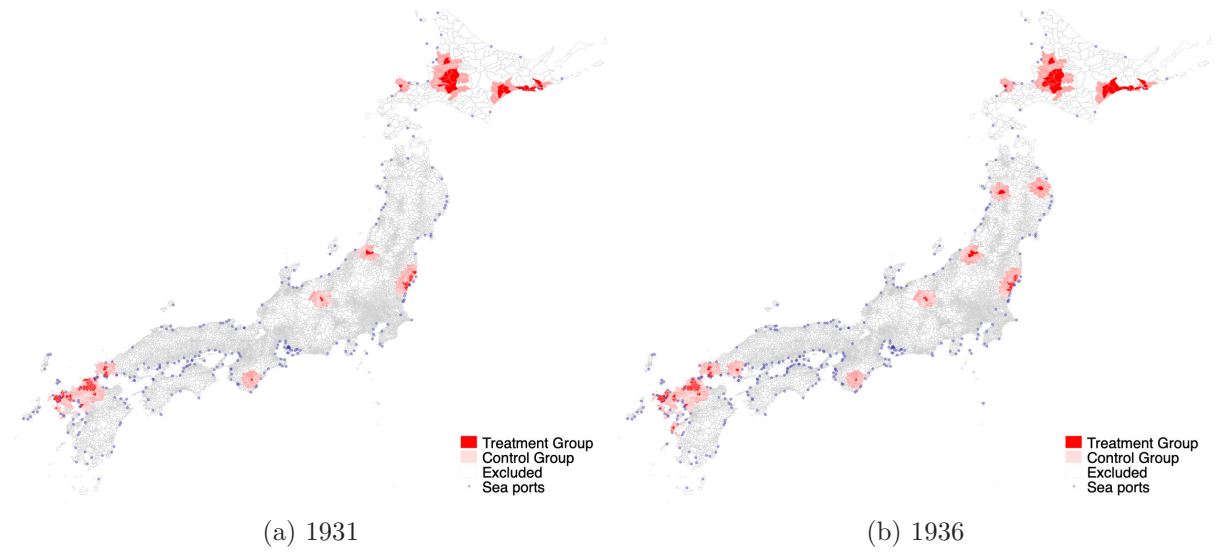 Treatment Group
Control Group
Excluded
Sea ports
Treatment Group
Control Group
Excluded
Sea ports
(a) 1931
(b) 1936